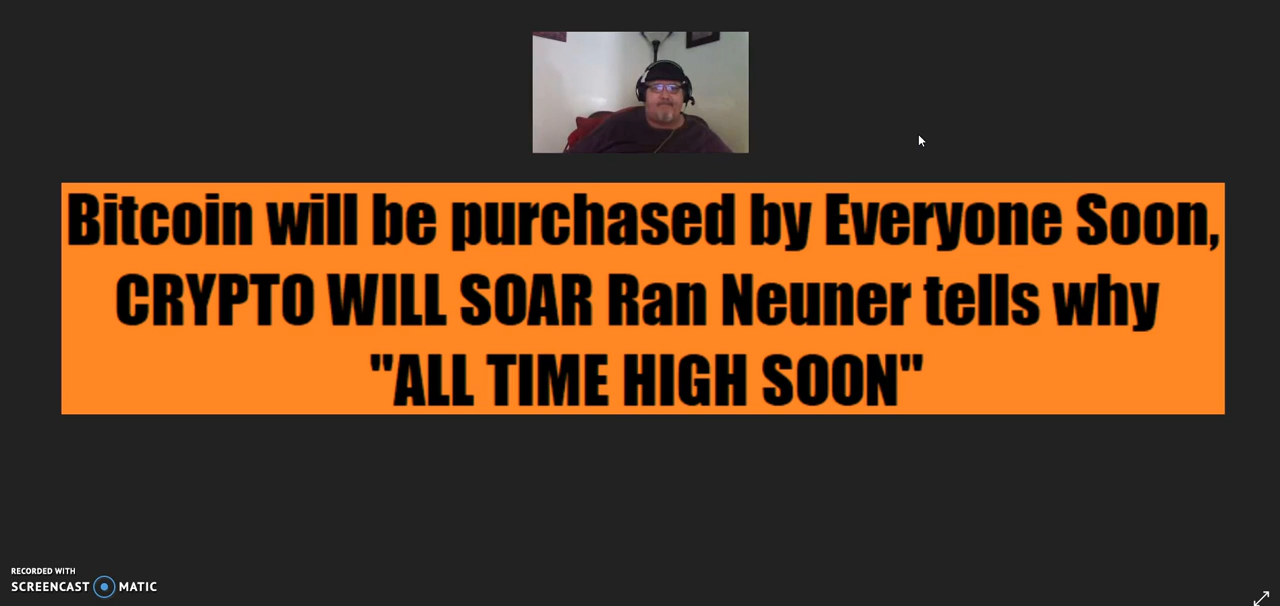 Bitcoin will be purchased by Everyone Soon,
CRYPTO WILL SOAR Ran Neuner tells why
"ALL TIME HIGH SOON"
RECORDED WITH
SCREENCAST MATIC